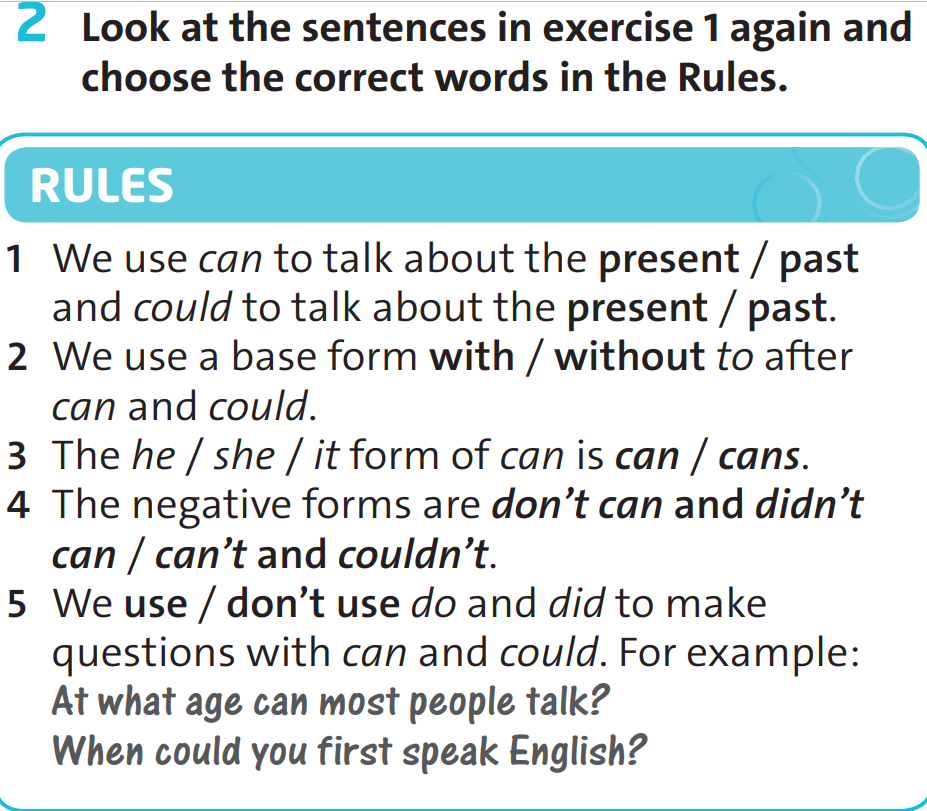 2 Look at the sentences in exercise 1 again and
choose the correct words in the Rules.
RULES
1 We use can to talk about the present / past
and could to talk about the present / past.
2 We use a base form with / without to after
can and could.
3 The he / she / it form of can is can / cans.
4 The negative forms are don't can and didn't
can / can't and couldn't.
5 We use / don't use do and did to make
questions with can and could. For example:
At what age can most people talk?
When could you first speak English?